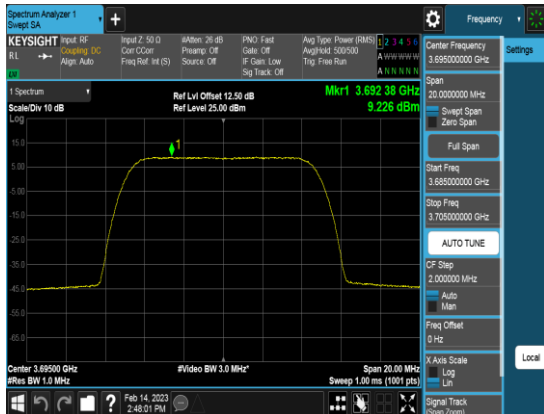 Spectrum Analyzer 1
Swept SA
+
Frequency
KEYSIGHT
RL
Input: RF
Coupling: DC
Align: Auto
Input Z: 50 Ω
Corr CCorr
Freq Ref: Int (S)
#Atten: 26 dB
Preamp: Off
Source: Off
PNO: Fast
Gate: Off
IF Gain: Low
Sig Track: Off
Avg Type: Power (RMS)
Avg|Hold: 500/500
Trig: Free Run
1 2 3 4 5 6
A W W W W W
A N N N N N
1 Spectrum
Scale/Div 10 dB
Log
Ref Lvl Offset 12.50 dB
Ref Level 25.00 dBm
Mkr1 3.692 38 GHz
9.226 dBm
15.0
5.00
-5.00
-15.0
-25.0
-35.0
-45.0
-55.0
-65.0
1
Center 3.69500 GHz
#Res BW 1.0 MHz
#Video BW 3.0 MHz*
Span 20.00 MHz
Sweep 1.00 ms (1001 pts)
Feb 14, 2023
2:48:01 PM
Center Frequency
3.695000000 GHz
Settings
Span
20.0000000 MHz
Swept Span
Zero Span
Full Span
Start Freq
3.685000000 GHz
Stop Freq
3.705000000 GHz
AUTO TUNE
CF Step
2.000000 MHz
Auto
Man
Freq Offset
0 Hz
X Axis Scale
Log
Lin
Local
Signal Track
(Span Zoom)